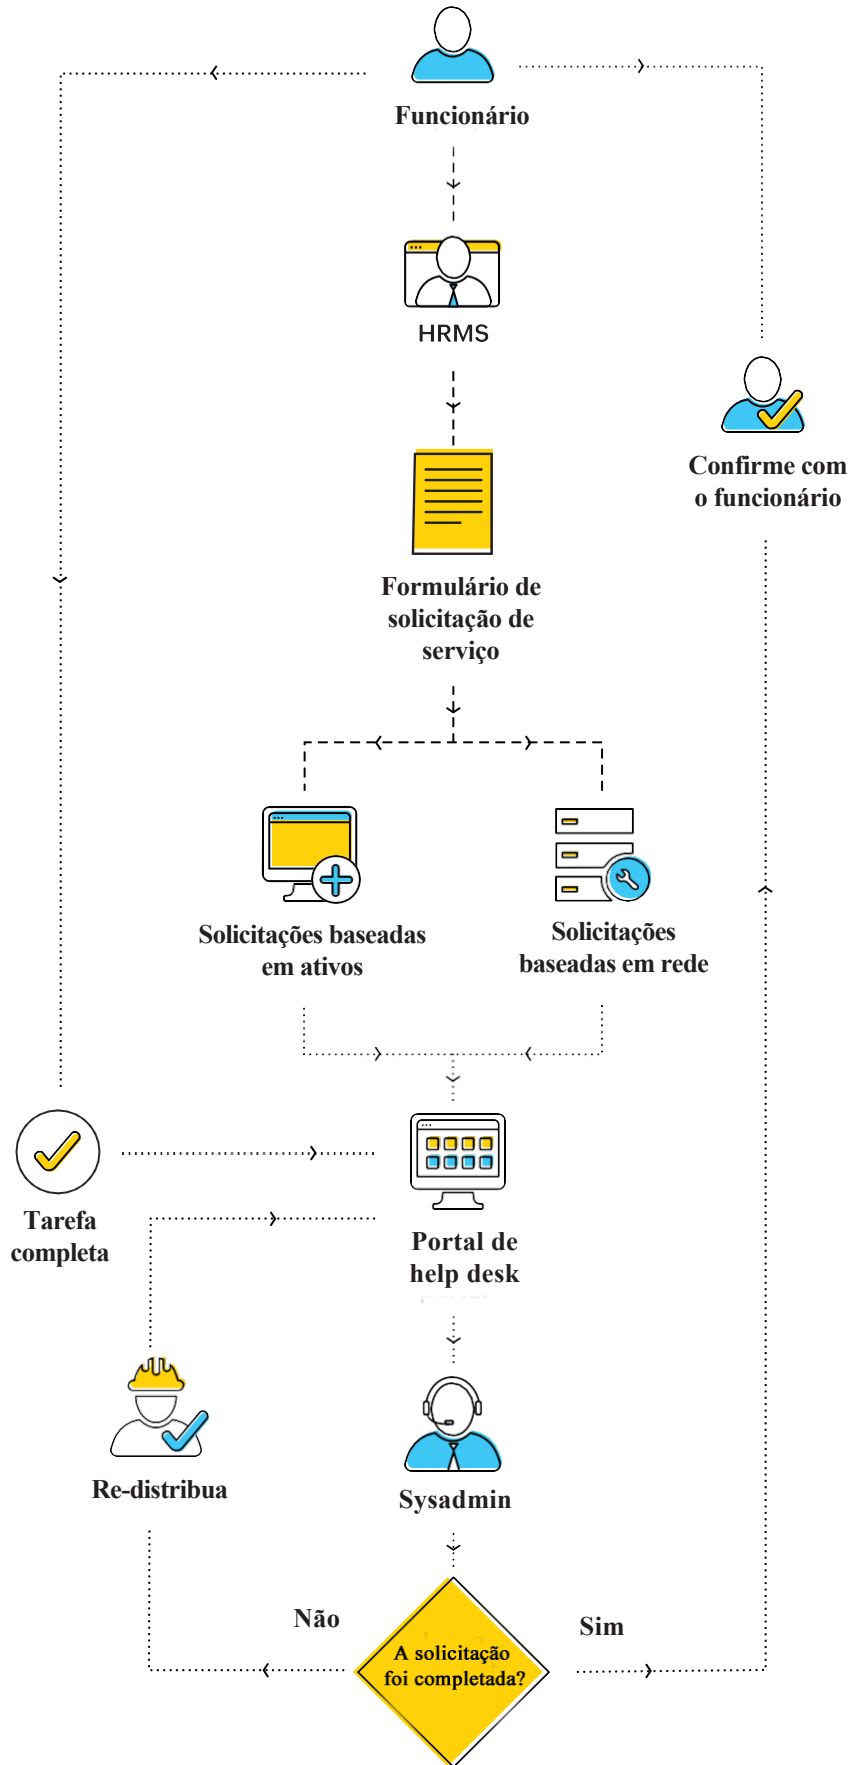 Funcionário
HRMS
Confirme com
o funcionário
Formulário de
solicitação de
serviço
Solicitações baseadas
em ativos
Solicitações
baseadas em rede
Tarefa
completa
Portal de
help desk
Re-distribua
Sysadmin
Não
Sim
A solicitação
foi completada?